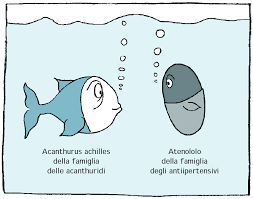 Acanthurus achilles
della famiglia
delle acanthuridi
Atenololo
della famiglia
degli antiipertensivi